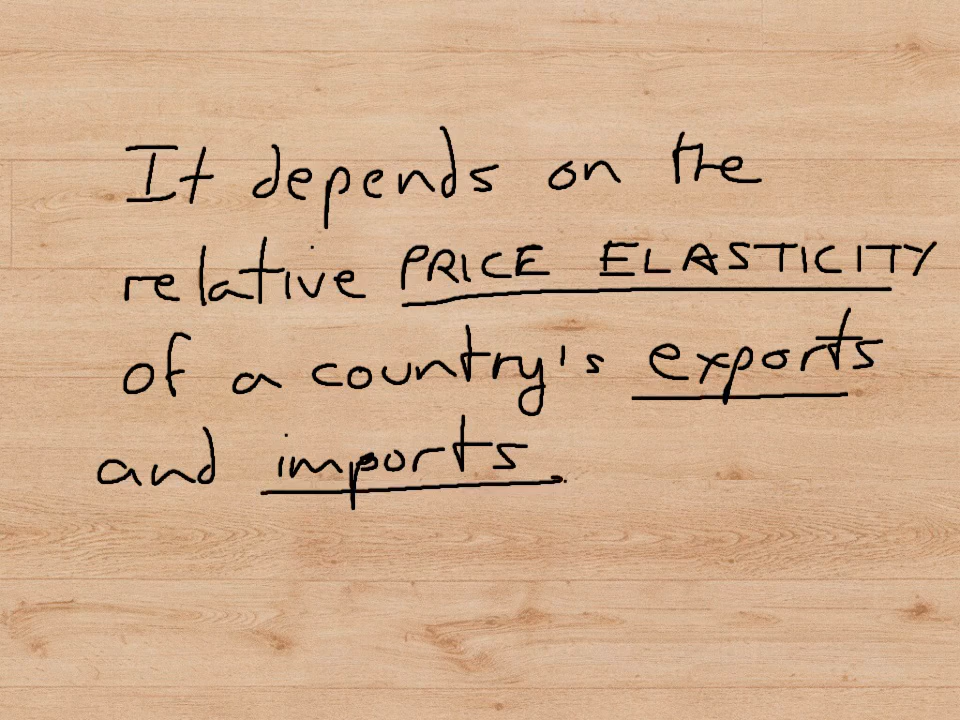 It depends on the
relative PRICE ELASTICITY
of a country's exports
and imports.